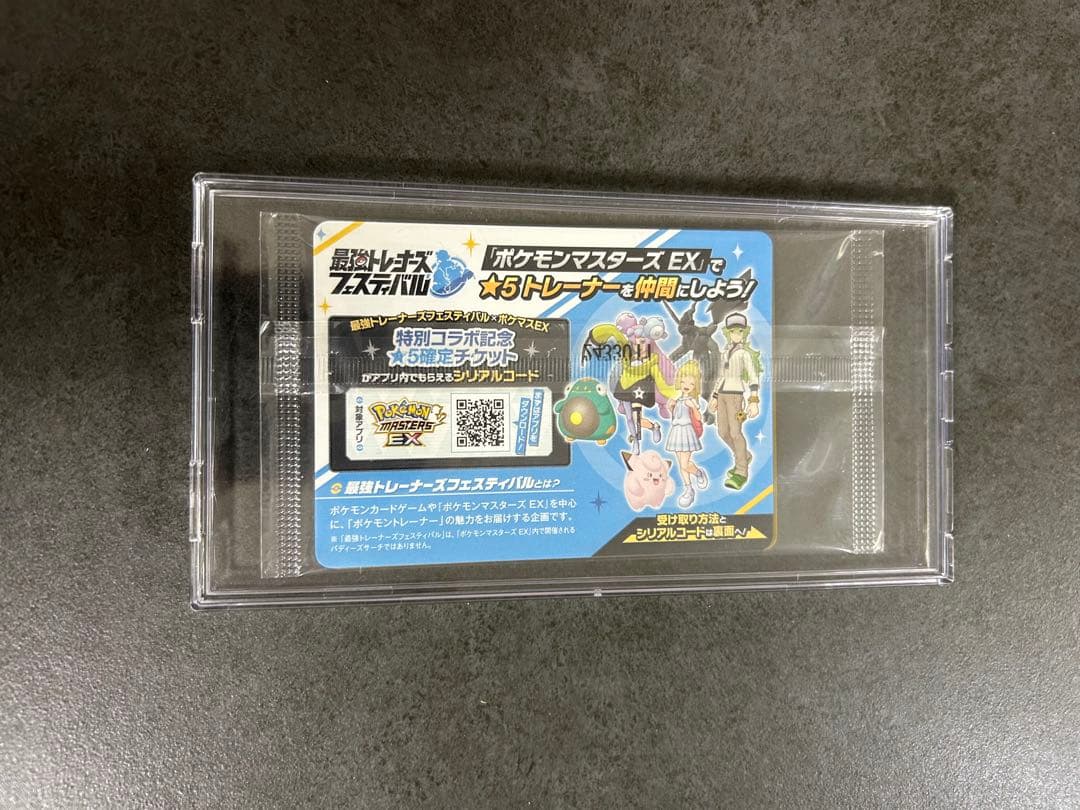 最強トレーナーズ
フェスティバル
「ポケモンマスターズ EX」で
★5 トレーナーを仲間にしよう！
最強トレーナーズフェスティバル×ポケマスEX
特別コラボ記念
★5確定チケット
がアプリ内でもらえるシリアルコード
対象アプリ
POKéMON
MASTERS
EX
まずはアプリを
ダウンロード！
最強トレーナーズフェスティバルとは？
ポケモンカードゲームや「ポケモンマスターズ EX」を中心
に、「ポケモントレーナー」の魅力をお届けする企画です。
※「最強トレーナーズフェスティバル」は、「ポケモンマスターズ EX」内で開催される
バディーズサーチではありません。
受け取り方法と
シリアルコードは裏面へ！